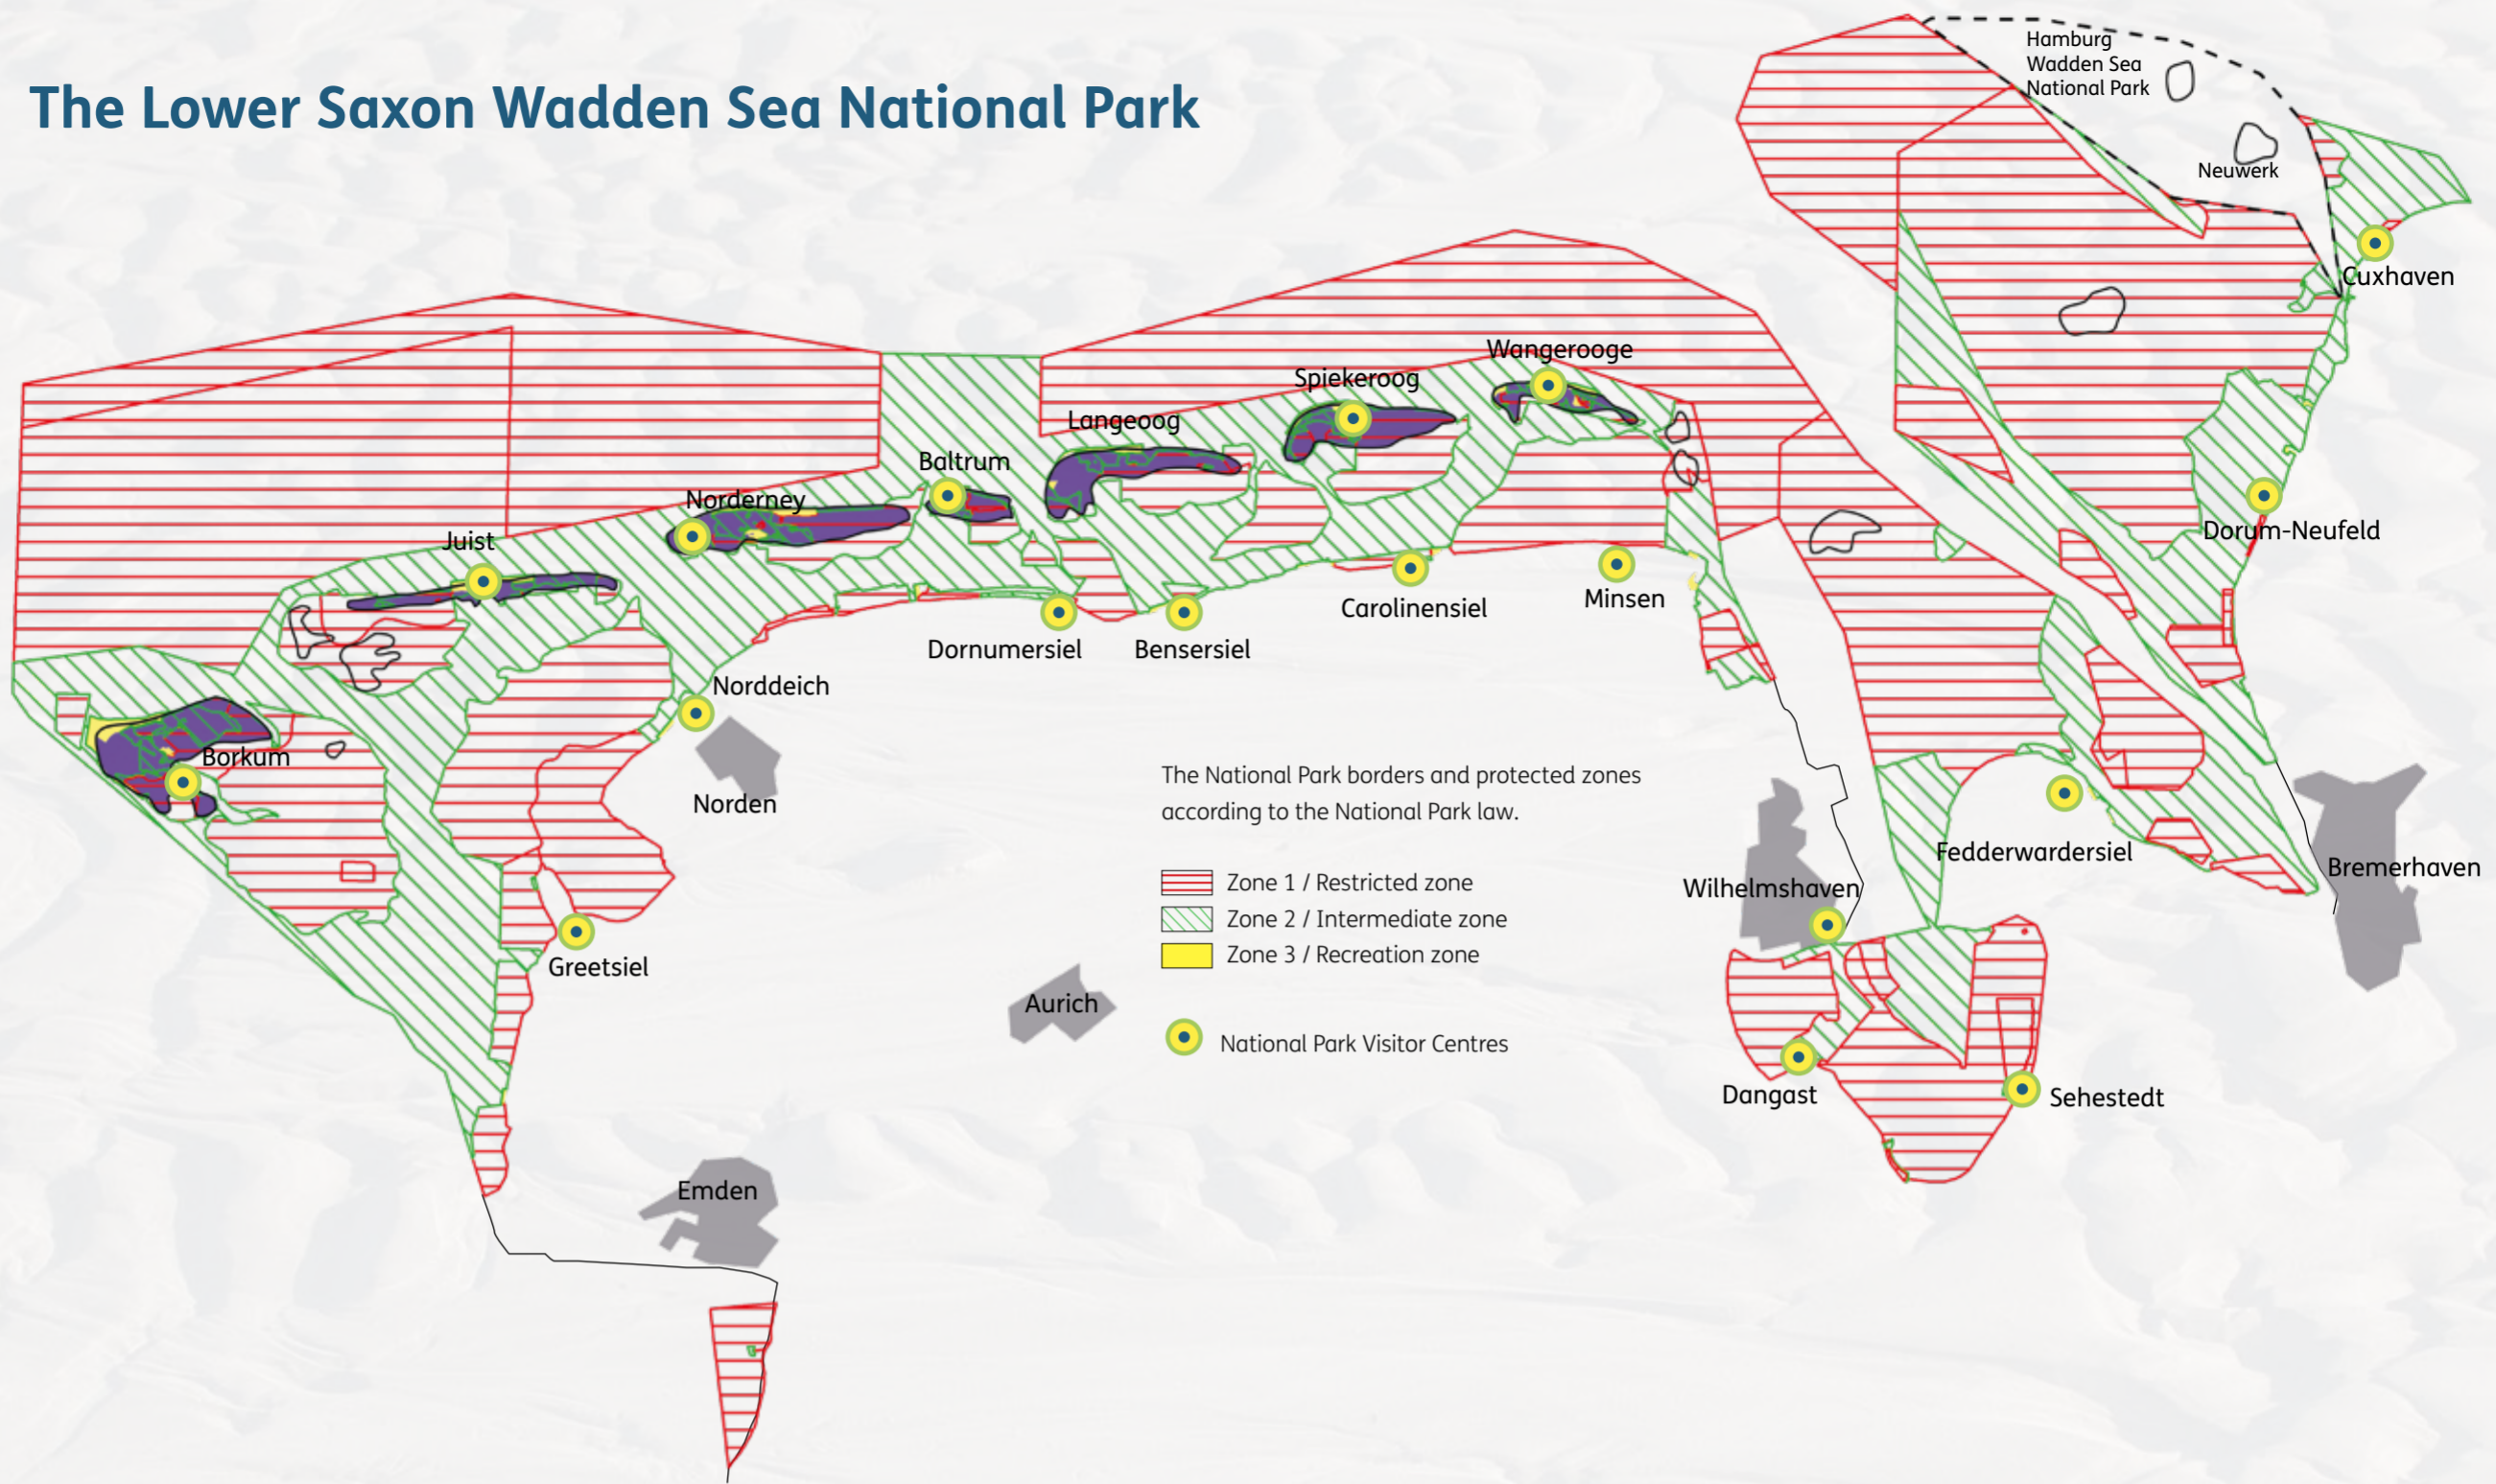 The Lower Saxon Wadden Sea National Park
Hamburg
Wadden Sea
National Park
Neuwerk
Cuxhaven
Wangerooge
Spiekeroog
Langeoog
Baltrum
Norderney
Juist
Dorum-Neufeld
Carolinensiel
Minsen
Dornumersiel
Bensersiel
Norddeich
Borkum
Norden
The National Park borders and protected zones
according to the National Park law.
Fedderwardersiel
Bremerhaven
Zone 1 / Restricted zone
Wilhelmshaven
Zone 2 / Intermediate zone
Zone 3 / Recreation zone
Greetsiel
Aurich
National Park Visitor Centres
Dangast
Sehestedt
Emden